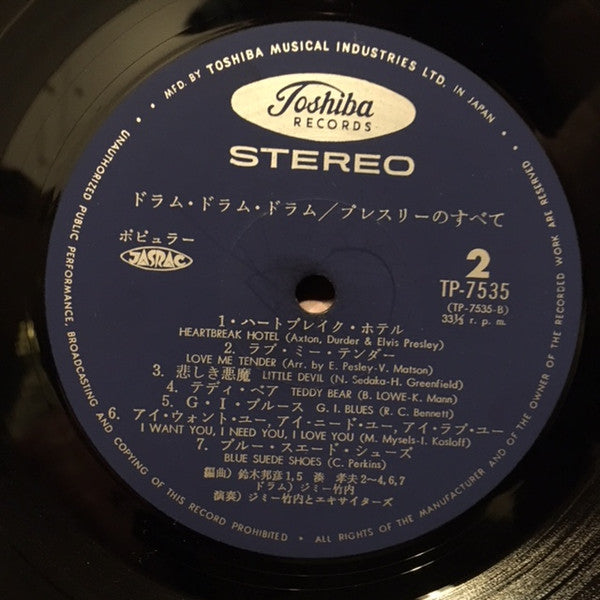 • MFD. BY TOSHIBA MUSICAL INDUSTRIES LTD. IN JAPAN •
Toshiba
RECORDS
STEREO
ドラム・ドラム・ドラム／プレスリーのすべて
ポピュラー
JASRAC
2
TP-7535
(TP-7535-B)
33⅓ r. p. m.
1・ハートブレイク・ホテル
HEARTBREAK HOTEL (Axton, Durder & Elvis Presley)
2. ラブ・ミー・テンダー
LOVE ME TENDER (Arr. by E. Pesley-V. Matson)
3. 悲しき悪魔 LITTLE DEVIL (N. Sedaka-H. Greenfield)
4. テディ・ベア TEDDY BEAR (B. LOWE-K. Mann)
5. G・I・ブルース G. I. BLUES (R. C. Bennett)
6. アイ・ウォント・ユー, アイ・ニード・ユー, アイ・ラブ・ユー
I WANT YOU, I NEED YOU, I LOVE YOU (M. Mysels-I. Kosloff)
7. ブルー・スエード・シューズ
BLUE SUEDE SHOES (C. Perkins)
編曲) 鈴木邦彦1,5 湊 孝夫2〜4,6,7
ドラム) ジミー竹内
演奏) ジミー竹内とエキサイターズ
• ALL RIGHTS OF THE MANUFACTURER AND OF THE OWNER OF THE RECORDED WORK ARE RESERVED
UNAUTHORIZED PUBLIC PERFORMANCE, BROADCASTING AND COPYING OF THIS RECORD PROHIBITED